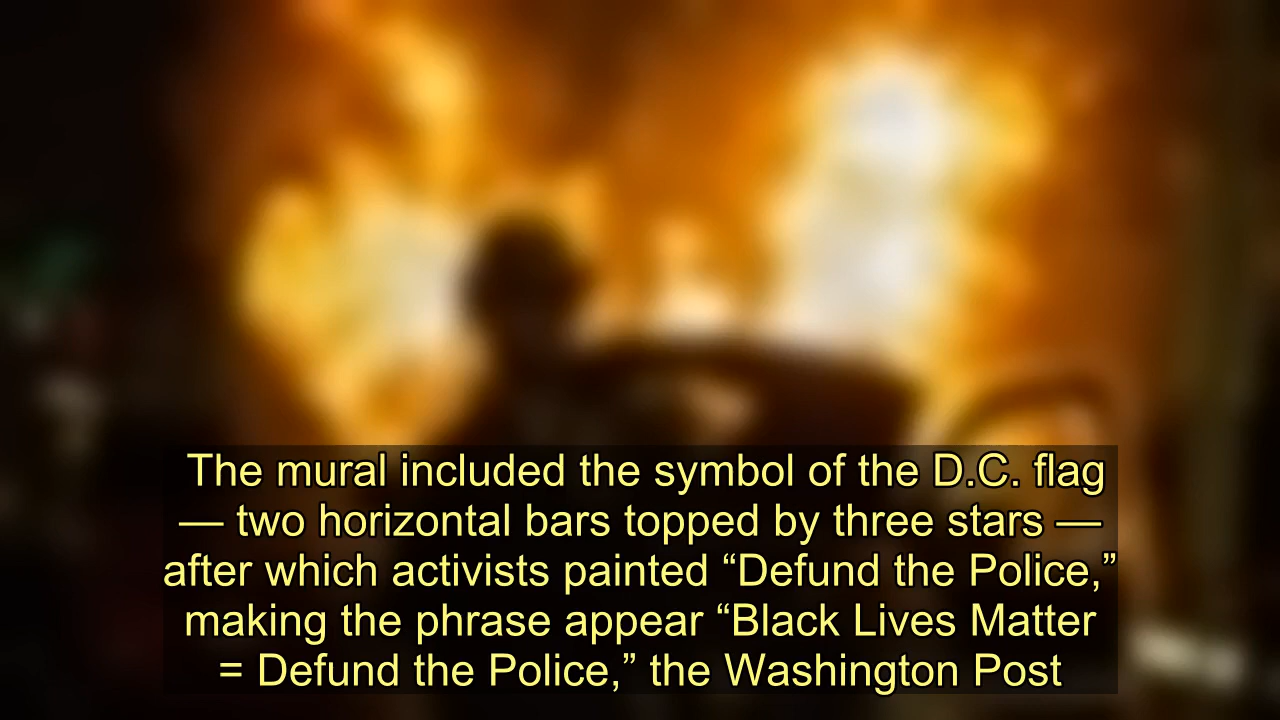 The mural included the symbol of the D.C. flag
— two horizontal bars topped by three stars —
after which activists painted “Defund the Police,”
making the phrase appear “Black Lives Matter
= Defund the Police,” the Washington Post